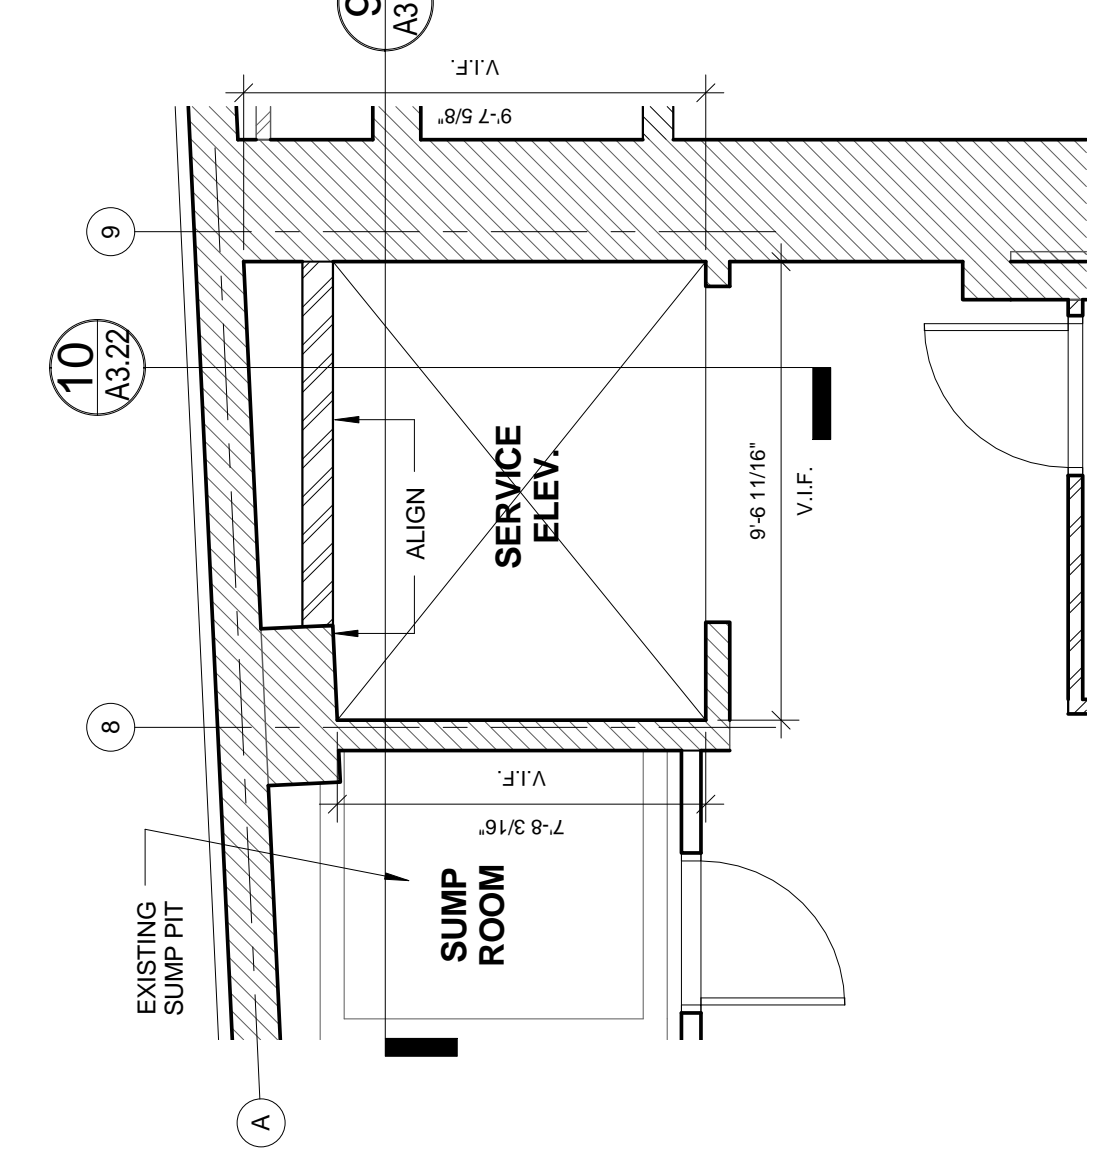 9
A3
V.I.F.
9'-7 5/8"
9
10
A3.22
SERVICE
ELEV.
ALIGN
9'-6 11/16"
V.I.F.
8
V.I.F.
7'-8 3/16"
SUMP
ROOM
EXISTING
SUMP PIT
A